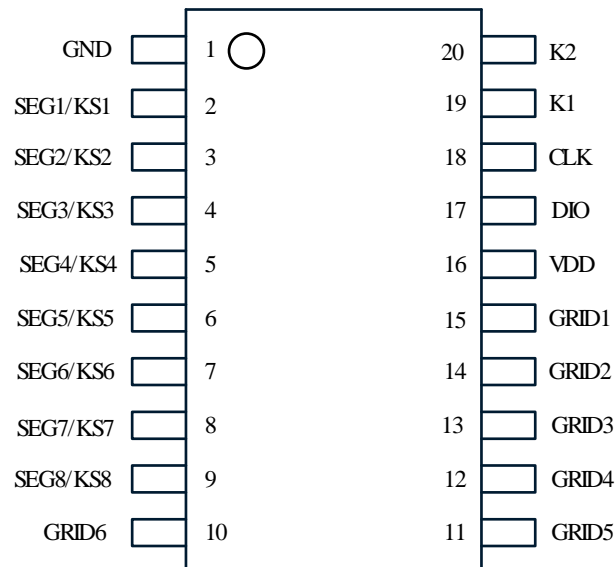 GND 1 20 K2
SEG1/KS1 2 19 K1
SEG2/KS2 3 18 CLK
SEG3/KS3 4 17 DIO
SEG4/KS4 5 16 VDD
SEG5/KS5 6 15 GRID1
SEG6/KS6 7 14 GRID2
SEG7/KS7 8 13 GRID3
SEG8/KS8 9 12 GRID4
GRID6 10 11 GRID5